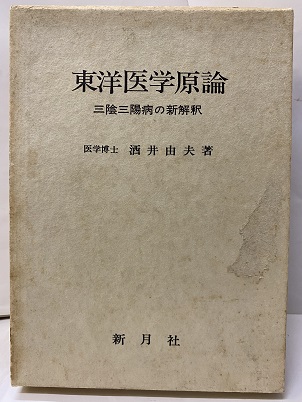 東洋医学原論
三陰三陽病の新解釈
医学博士 酒井由夫著
新月社